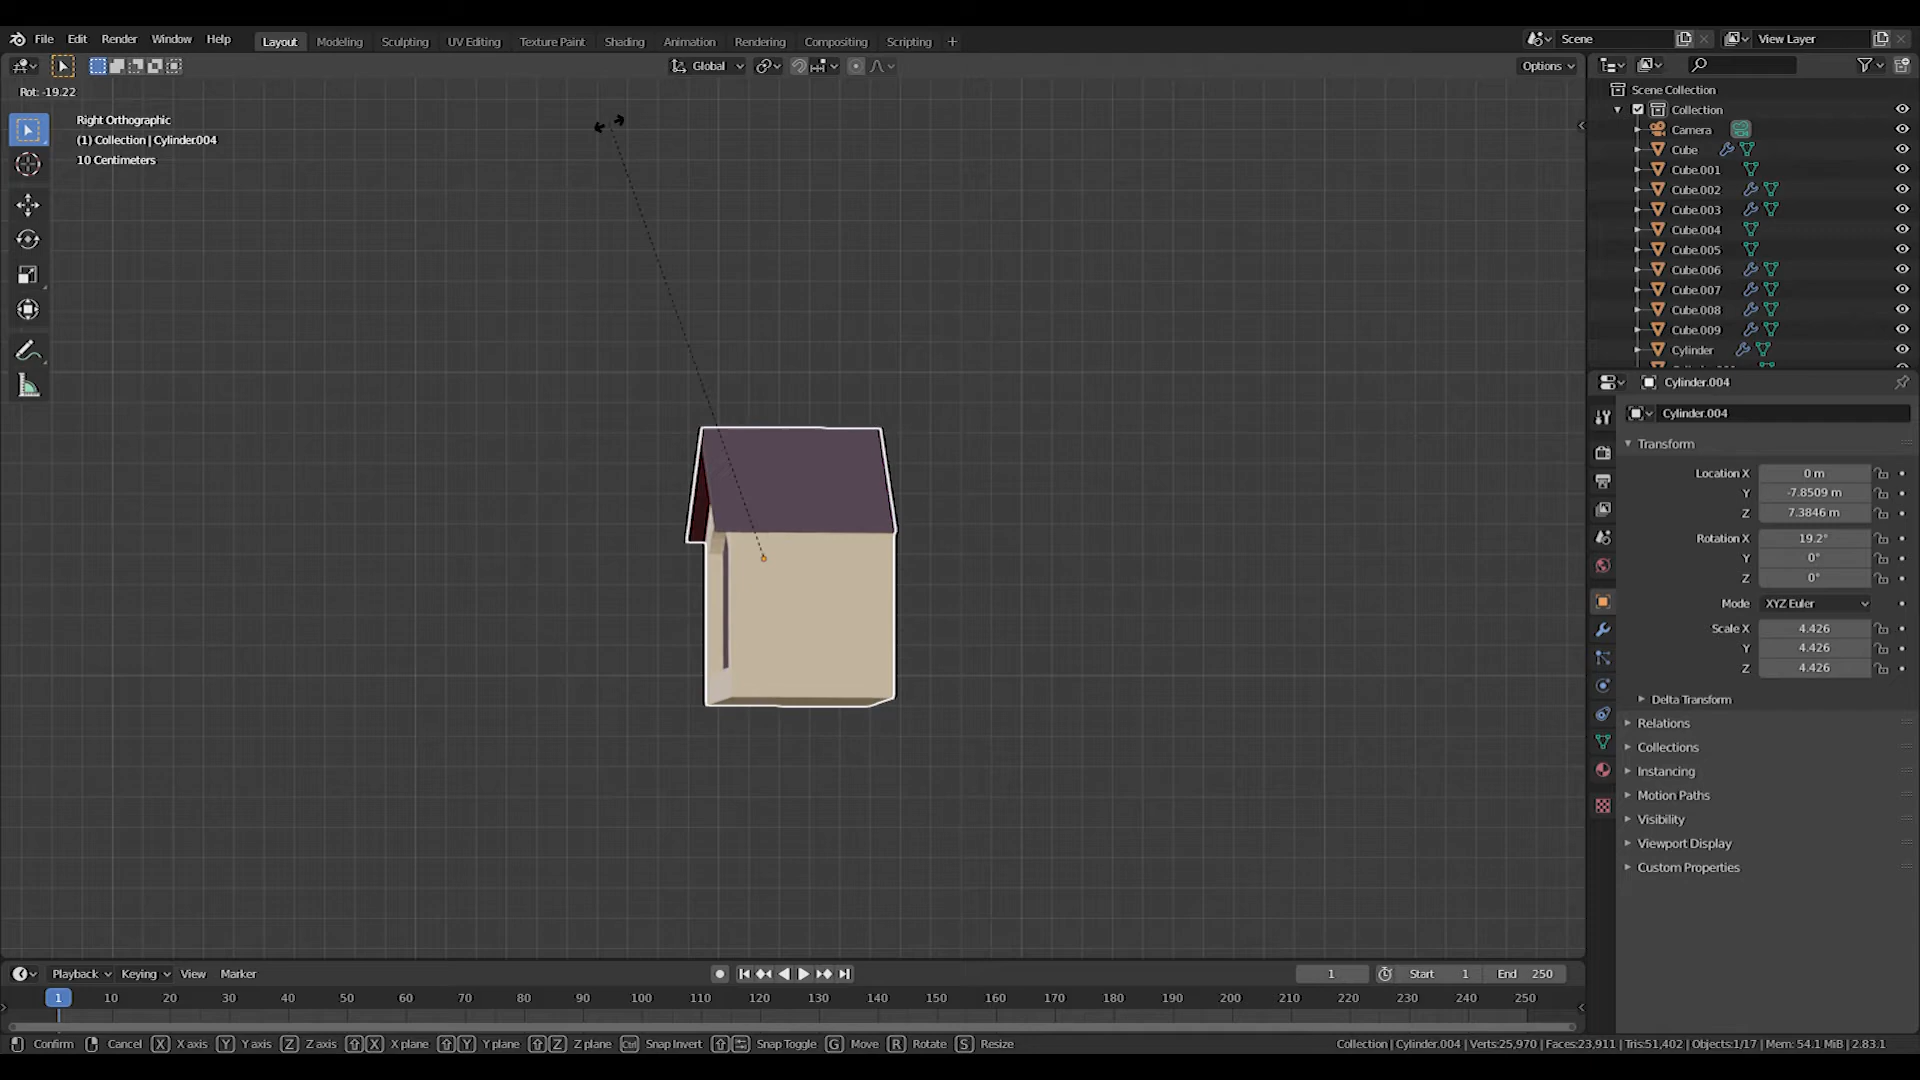 File Edit Render Window Help Layout Modeling Sculpting UV Editing Texture Paint Shading Animation Rendering Compositing Scripting + Scene View Layer
Global Options
Rot: -19.22
Right Orthographic
(1) Collection | Cylinder.004
10 Centimeters
Scene Collection
Collection
Camera
Cube
Cube.001
Cube.002
Cube.003
Cube.004
Cube.005
Cube.006
Cube.007
Cube.008
Cube.009
Cylinder
Cylinder.004
Cylinder.004
Transform
Location X 0 m
Y -7.8509 m
Z 7.3846 m
Rotation X 19.2°
Y 0°
Z 0°
Mode XYZ Euler
Scale X 4.426
Y 4.426
Z 4.426
Delta Transform
Relations
Collections
Instancing
Motion Paths
Visibility
Viewport Display
Custom Properties
Playback Keying View Marker 1 Start 1 End 250
1 10 20 30 40 50 60 70 80 90 100 110 120 130 140 150 160 170 180 190 200 210 220 230 240 250
Confirm Cancel X X axis Y Y axis Z Z axis X X plane Y Y plane Z Z plane Ctrl Snap Invert Snap Toggle G Move R Rotate S Resize Collection | Cylinder.004 | Verts:25,970 | Faces:23,911 | Tris:51,402 | Objects:1/17 | Mem: 54.1 MiB | 2.83.1